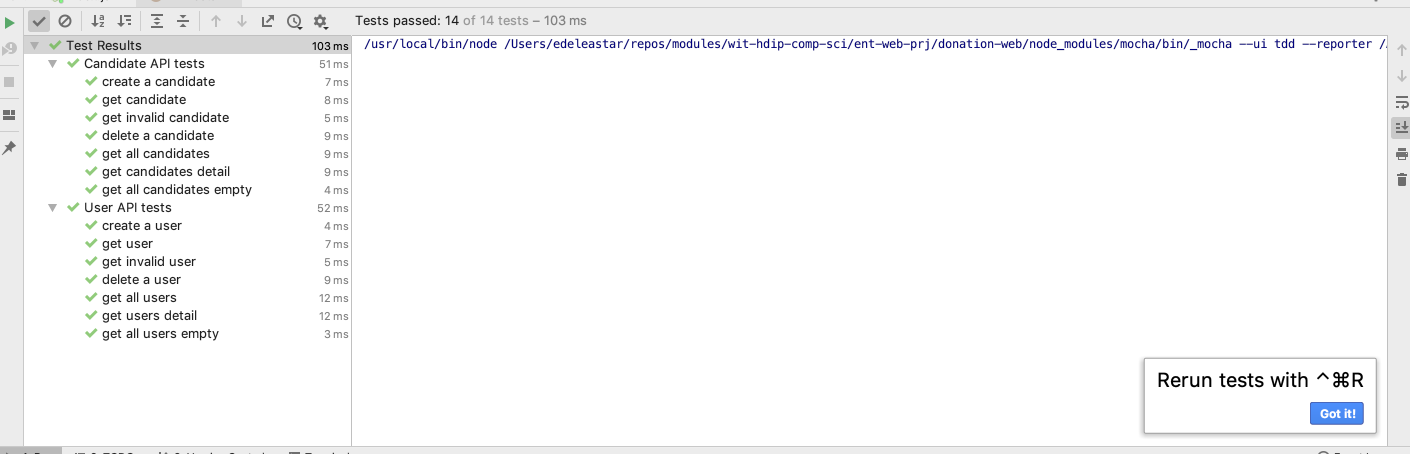 Tests passed: 14 of 14 tests – 103 ms
Test Results 103 ms
/usr/local/bin/node /Users/edeleastar/repos/modules/wit-hdip-comp-sci/ent-web-prj/donation-web/node_modules/mocha/bin/_mocha --ui tdd --reporter
Candidate API tests 51 ms
create a candidate 7 ms
get candidate 8 ms
get invalid candidate 5 ms
delete a candidate 9 ms
get all candidates 9 ms
get candidates detail 9 ms
get all candidates empty 4 ms
User API tests 52 ms
create a user 4 ms
get user 7 ms
get invalid user 5 ms
delete a user 9 ms
get all users 12 ms
get users detail 12 ms
get all users empty 3 ms
Rerun tests with ⌃⌘R
Got it!